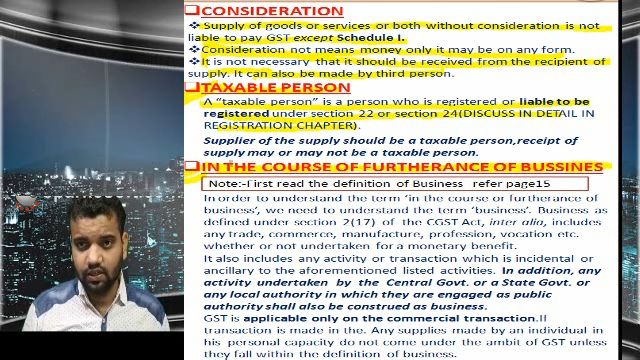 CONSIDERATION
❖ Supply of goods or services or both without consideration is not
liable to pay GST except Schedule I.
❖ Consideration not means money only it may be on any form.
❖ It is not necessary that it should be received from the recipient of
supply. It can also be made by third person.
TAXABLE PERSON
A "taxable person" is a person who is registered or liable to be
registered under section 22 or section 24(DISCUSS IN DETAIL IN
REGISTRATION CHAPTER).
Supplier of the supply should be a taxable person,receipt of
supply may or may not be a taxable person.
IN THE COURSE OF FURTHERANCE OF BUSSINES
Note:-First read the definition of Business refer page15
In order to understand the term 'in the course or furtherance of
business', we need to understand the term 'business'. Business as
defined under section 2(17) of the CGST Act, inter alia, includes
any trade, commerce, manufacture, profession, vocation etc.
whether or not undertaken for a monetary benefit.
It also includes any activity or transaction which is incidental or
ancillary to the aforementioned listed activities. In addition, any
activity undertaken by the Central Govt. or a State Govt. or
any local authority in which they are engaged as public
authority shall also be construed as business.
GST is applicable only on the commercial transaction.If
transaction is made in the. Any supplies made by an individual in
his personal capacity do not come under the ambit of GST unless
they fall within the definition of business.